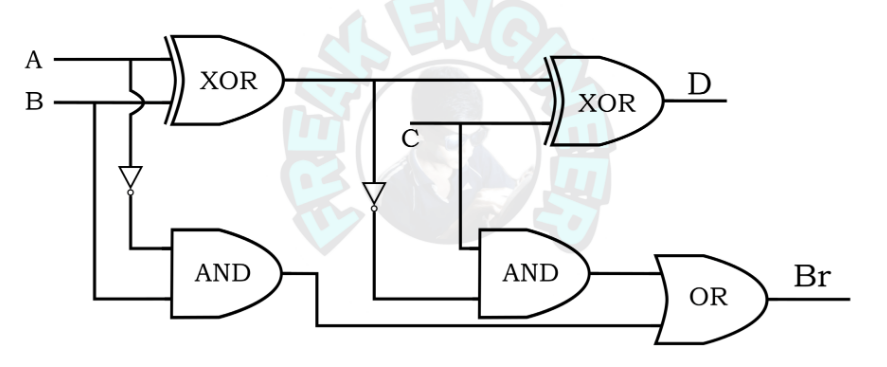 FREAK ENGINEER
A
B
XOR
C
XOR
D
AND
AND
OR
Br